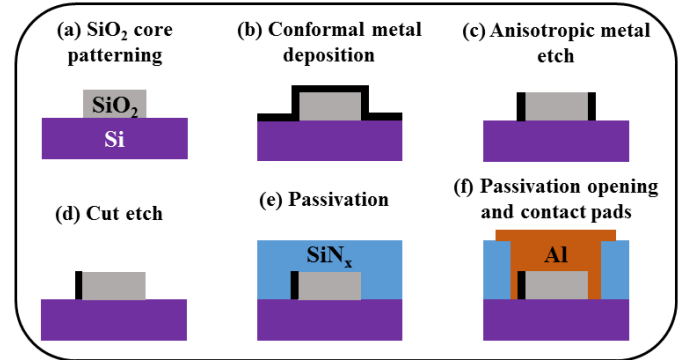 (a) SiO₂ core
patterning
SiO₂
Si
(b) Conformal metal
deposition
(c) Anisotropic metal
etch
(d) Cut etch
(e) Passivation
SiNₓ
(f) Passivation opening
and contact pads
Al